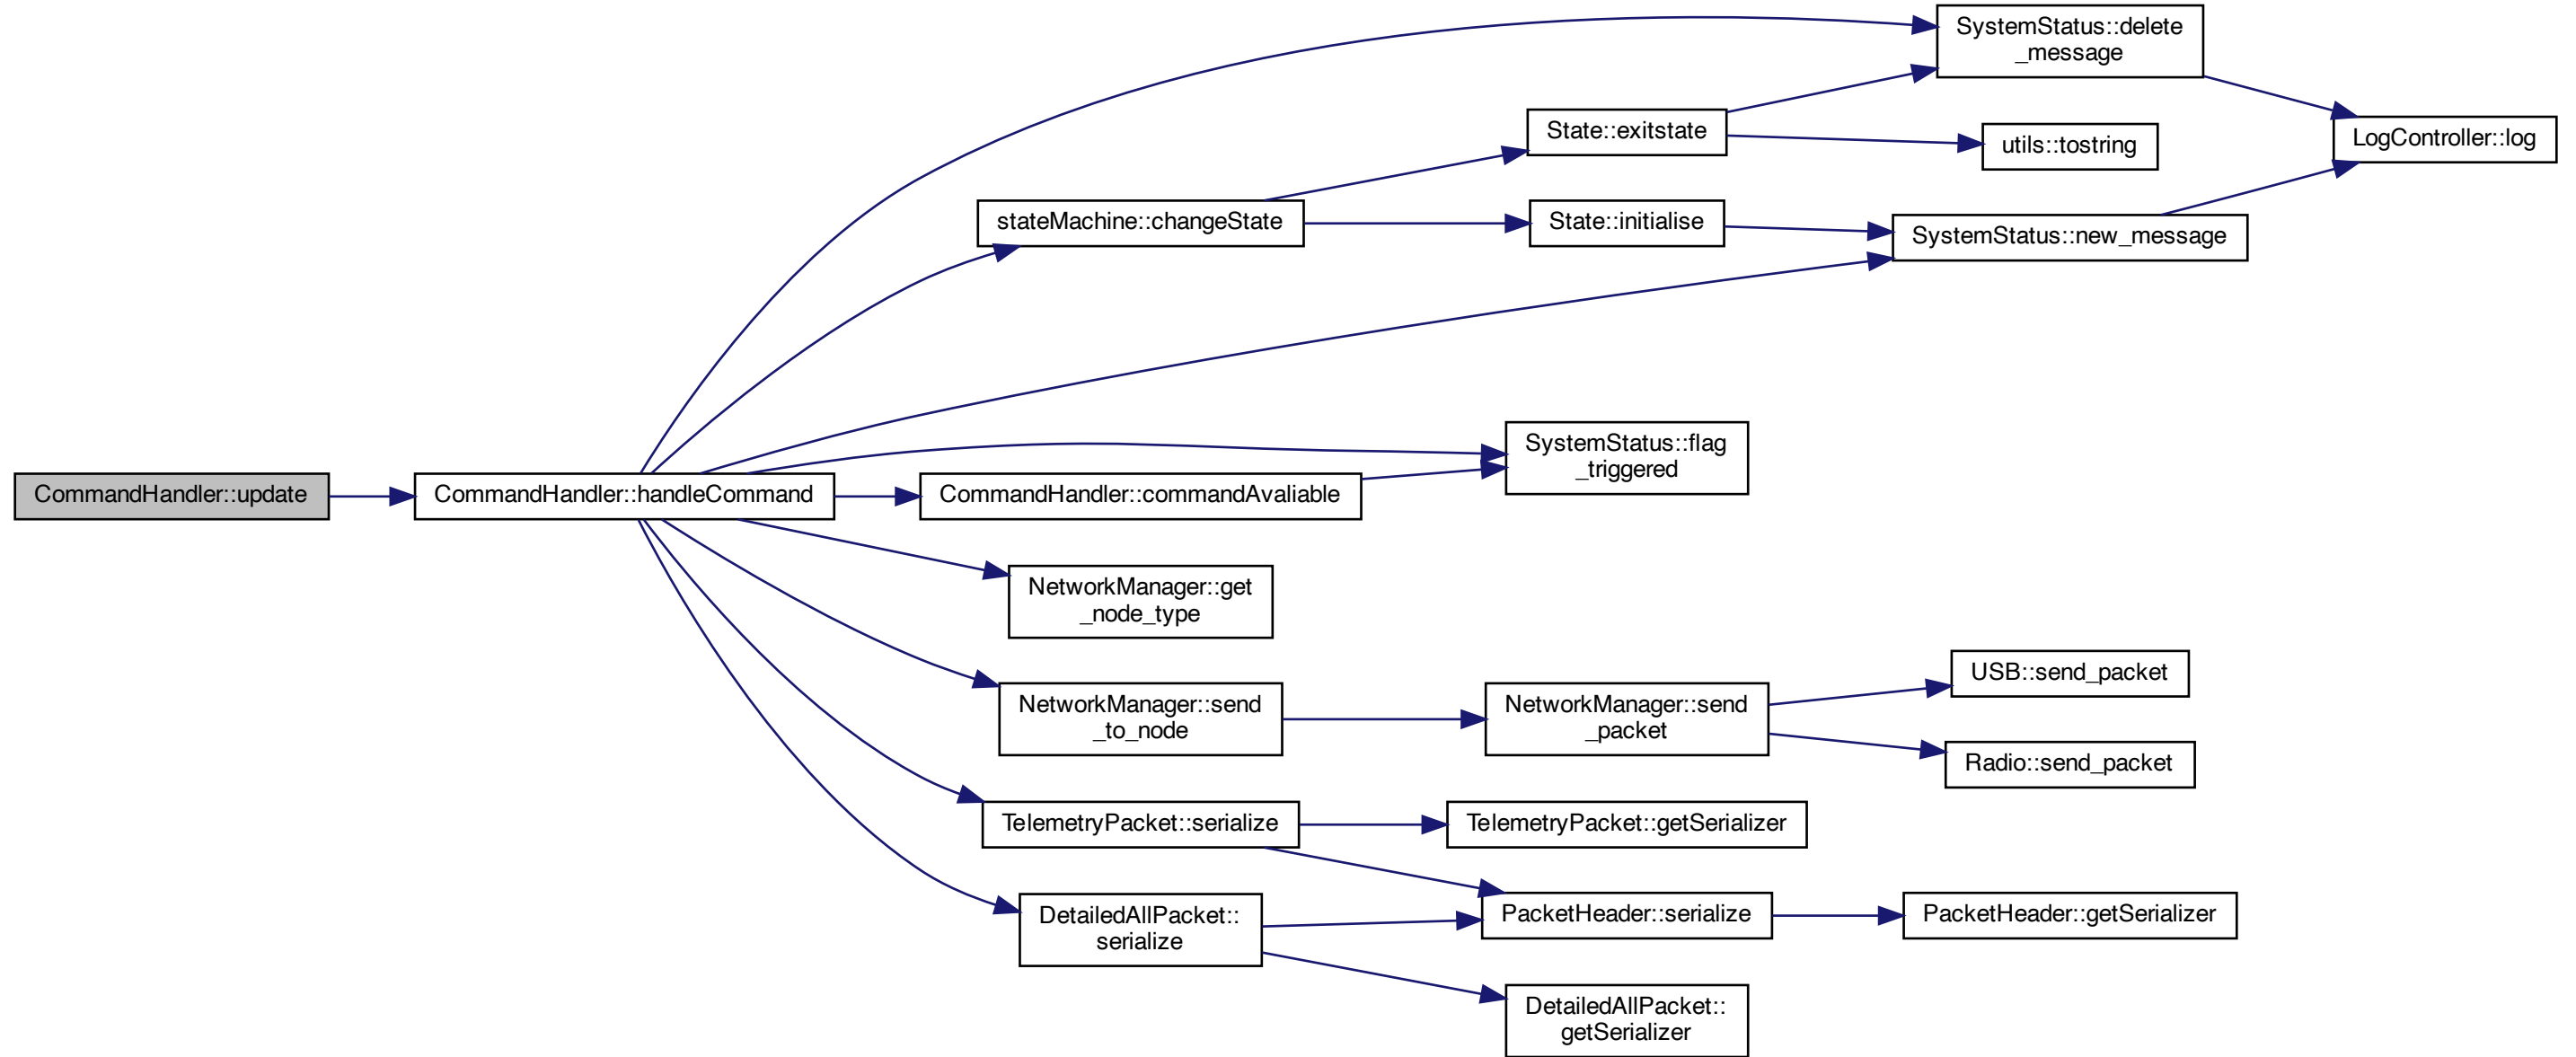 SystemStatus::delete
_message
State::exitstate
utils::tostring
LogController::log
stateMachine::changeState
State::initialise
SystemStatus::new_message
SystemStatus::flag
_triggered
CommandHandler::update
CommandHandler::handleCommand
CommandHandler::commandAvaliable
NetworkManager::get
_node_type
NetworkManager::send
_to_node
NetworkManager::send
_packet
USB::send_packet
Radio::send_packet
TelemetryPacket::serialize
TelemetryPacket::getSerializer
DetailedAllPacket::
serialize
PacketHeader::serialize
PacketHeader::getSerializer
DetailedAllPacket::
getSerializer